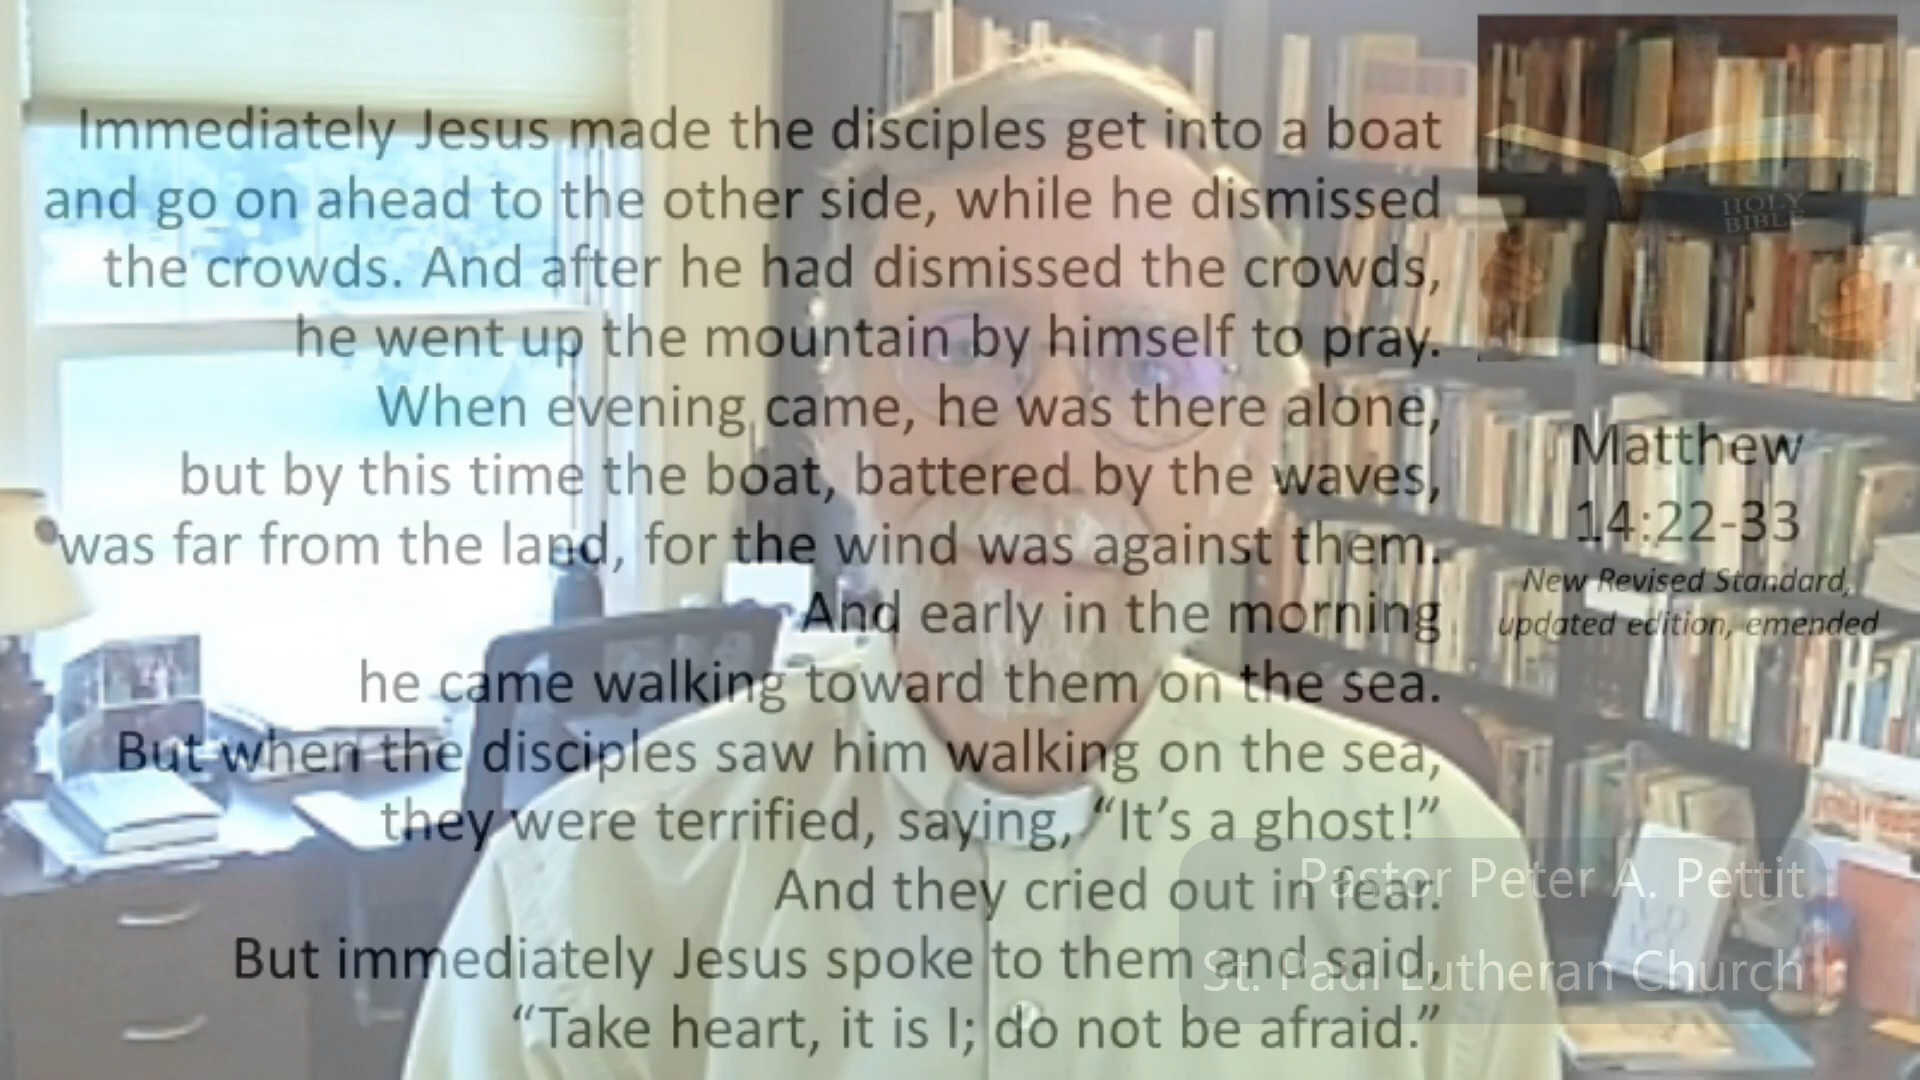 Immediately Jesus made the disciples get into a boat
and go on ahead to the other side, while he dismissed
the crowds. And after he had dismissed the crowds,
he went up the mountain by himself to pray.
When evening came, he was there alone,
but by this time the boat, battered by the waves,
was far from the land, for the wind was against them.
And early in the morning
he came walking toward them on the sea.
But when the disciples saw him walking on the sea,
they were terrified, saying, “It’s a ghost!”
And they cried out in fear.
But immediately Jesus spoke to them and said,
“Take heart, it is I; do not be afraid.”
HOLY
BIBLE
Matthew
14:22-33
New Revised Standard,
updated edition, emended
Pastor Peter A. Pettit
St. Paul Lutheran Church